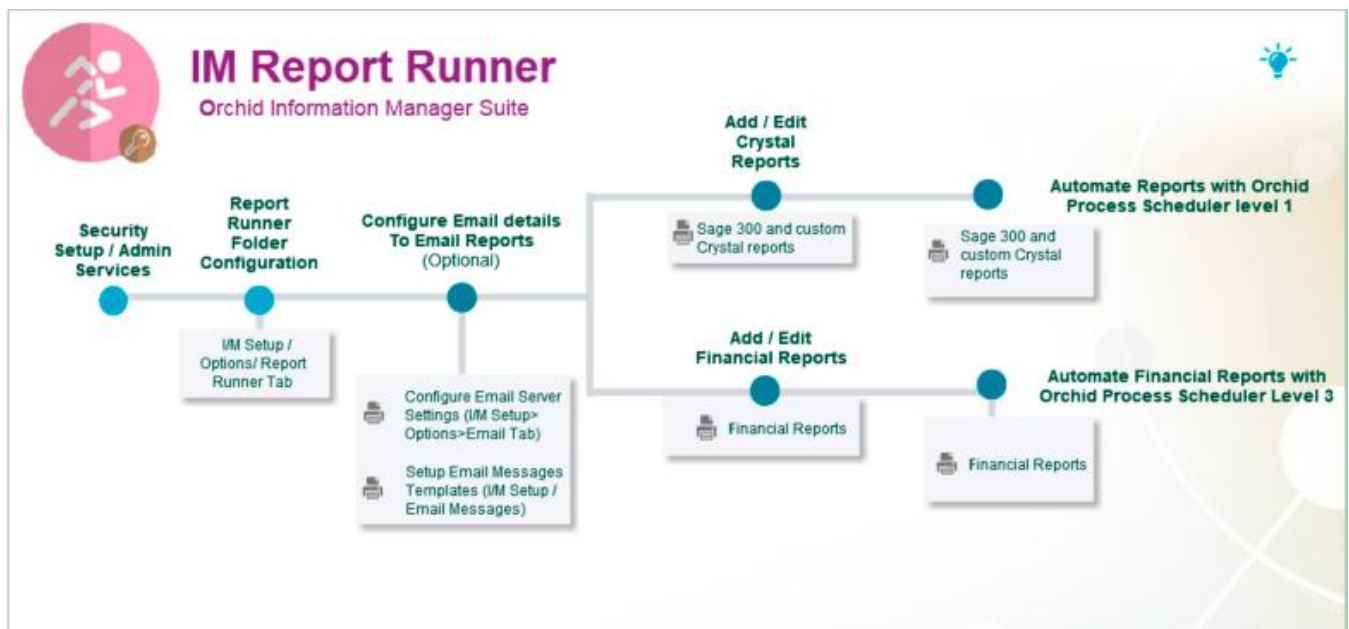 IM Report Runner
Orchid Information Manager Suite
Security
Setup / Admin
Services
Report
Runner
Folder
Configuration
I/M Setup /
Options/ Report
Runner Tab
Configure Email details
To Email Reports
(Optional)
Configure Email Server
Settings (I/M Setup>
Options>Email Tab)
Setup Email Messages
Templates (I/M Setup /
Email Messages)
Add / Edit
Crystal
Reports
Sage 300 and custom
Crystal reports
Automate Reports with Orchid
Process Scheduler level 1
Sage 300 and
custom Crystal
reports
Add / Edit
Financial Reports
Financial Reports
Automate Financial Reports with
Orchid Process Scheduler Level 3
Financial Reports